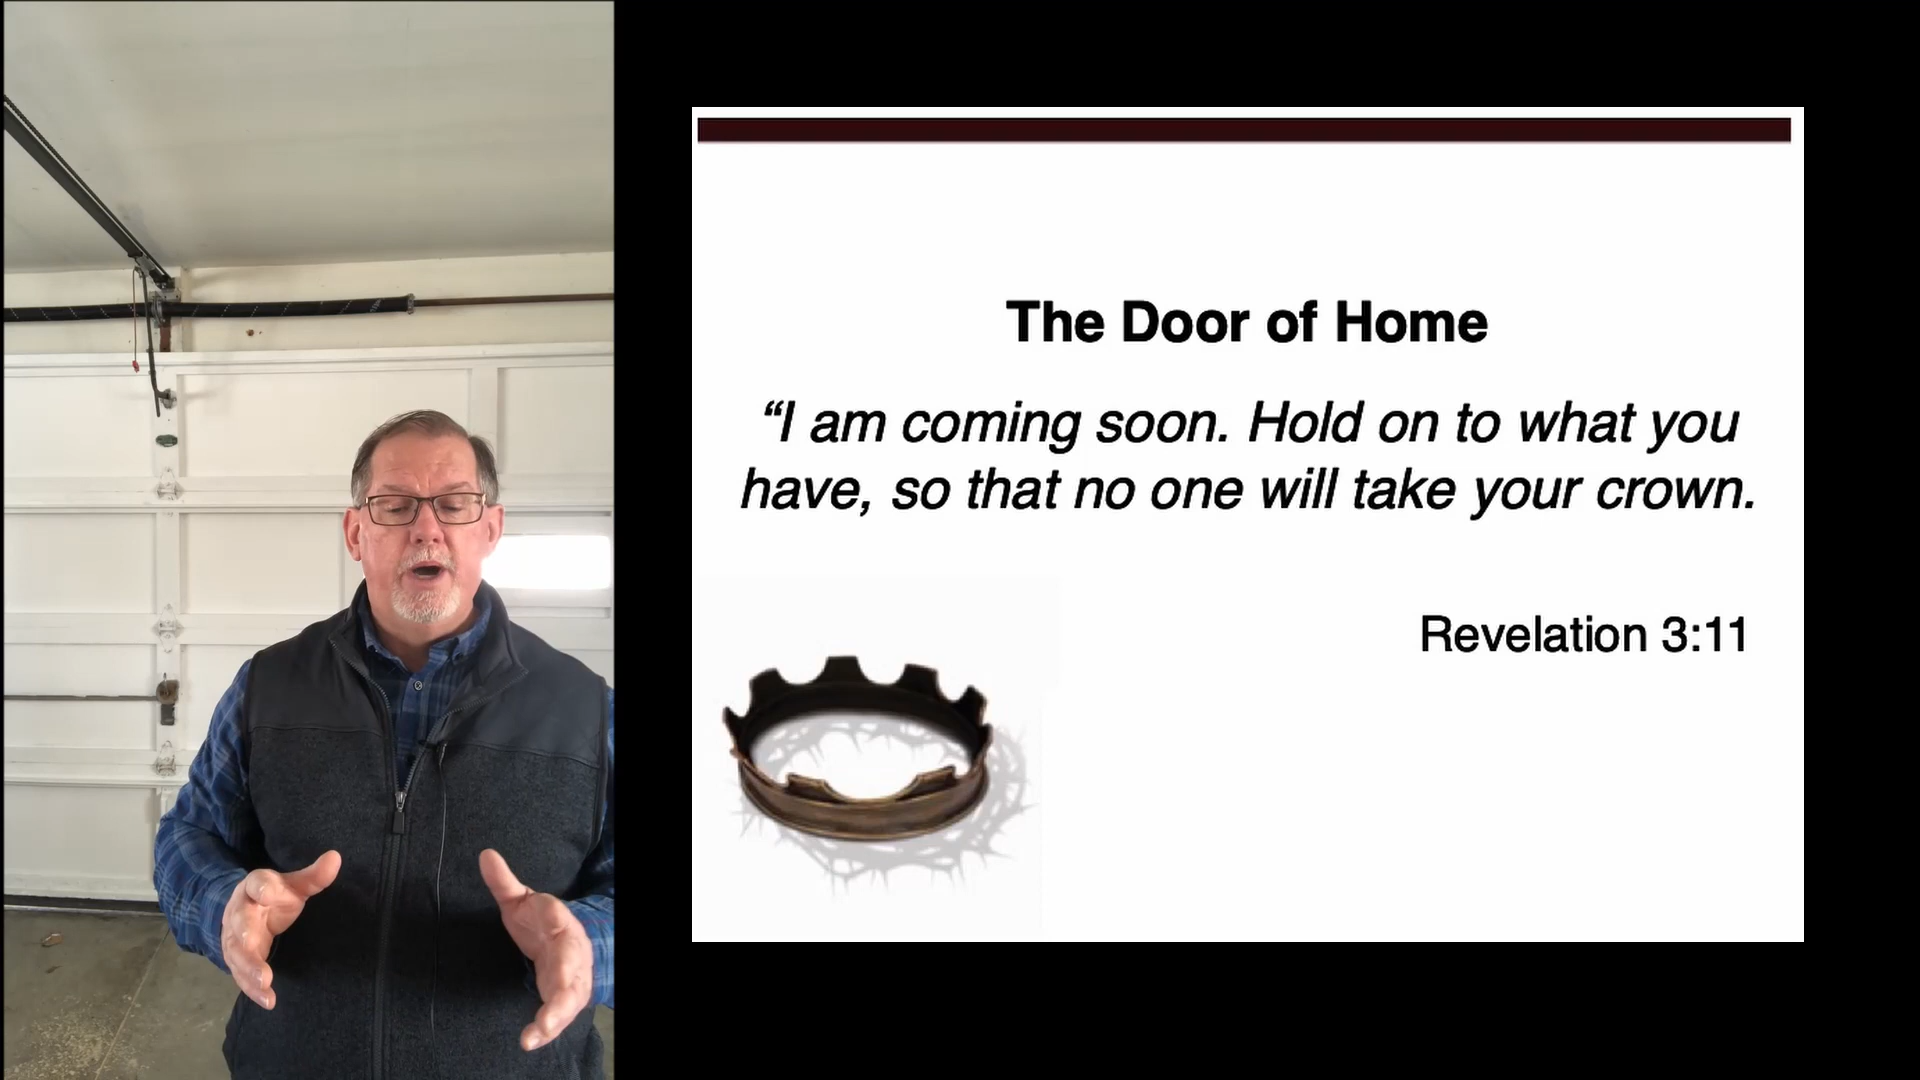 The Door of Home
“I am coming soon. Hold on to what you
have, so that no one will take your crown.
Revelation 3:11